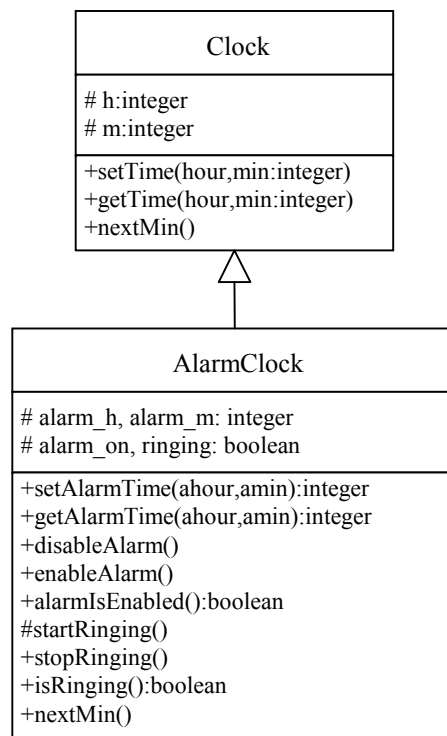 Clock
# h:integer
# m:integer
+setTime(hour,min:integer)
+getTime(hour,min:integer)
+nextMin()
AlarmClock
# alarm_h, alarm_m: integer
# alarm_on, ringing: boolean
+setAlarmTime(ahour,amin):integer
+getAlarmTime(ahour,amin):integer
+disableAlarm()
+enableAlarm()
+alarmIsEnabled():boolean
#startRinging()
+stopRinging()
+isRinging():boolean
+nextMin()